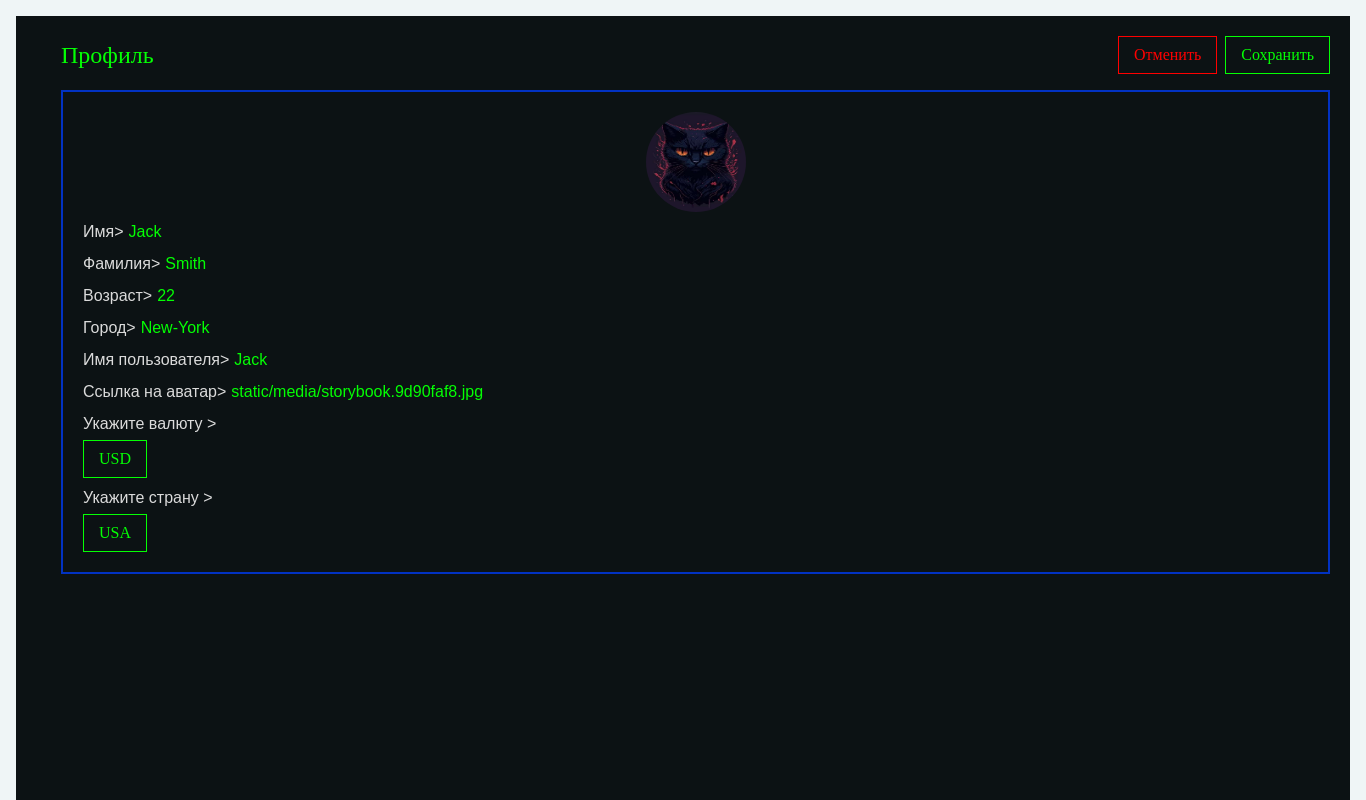 Профиль
Отменить
Сохранить
Имя> Jack
Фамилия> Smith
Возраст> 22
Город> New-York
Имя пользователя> Jack
Ссылка на аватар> static/media/storybook.9d90faf8.jpg
Укажите валюту >
USD
Укажите страну >
USA